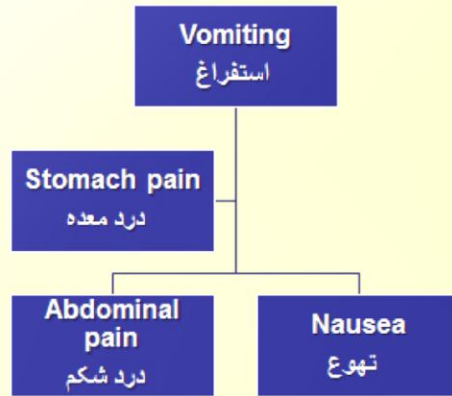 Vomiting
استفراغ
Stomach pain
درد معده
Abdominal
pain
درد شکم
Nausea
تهوع